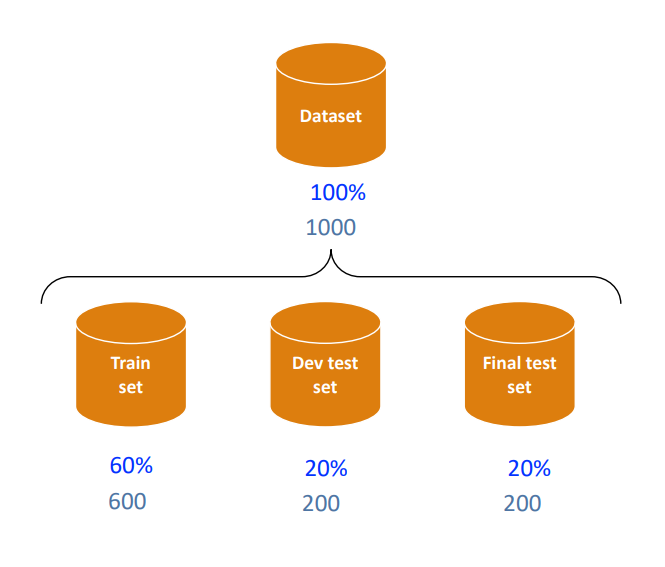 Dataset
100%
1000
Train
set
Dev test
set
Final test
set
60%
20%
20%
600
200
200